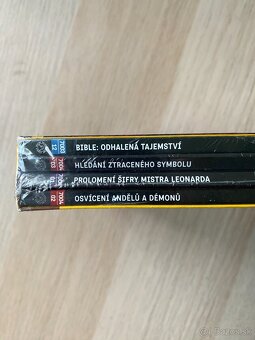 BIBLE: ODHALENÁ TAJEMSTVÍ
HLEDÁNÍ ZTRACENÉHO SYMBOLU
PROLOMENÍ ŠIFRY MISTRA LEONARDA
OSVÍCENÍ ANDĚLŮ A DÉMONŮ